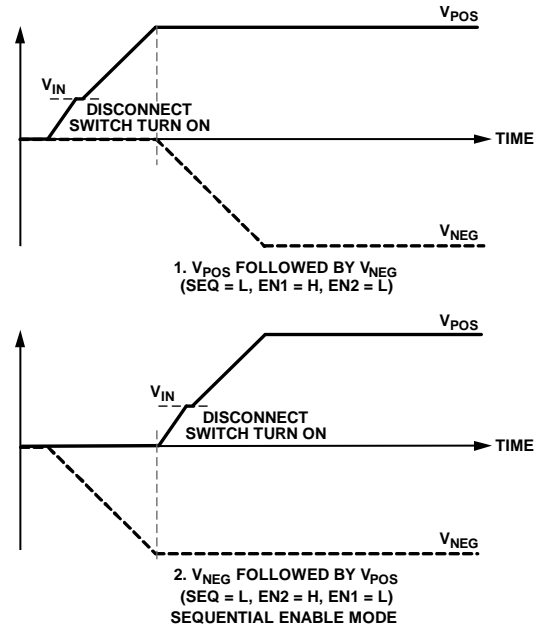 VPOS
VIN
DISCONNECT
SWITCH TURN ON
TIME
VNEG
1. VPOS FOLLOWED BY VNEG
(SEQ = L, EN1 = H, EN2 = L)
VPOS
VIN
DISCONNECT
SWITCH TURN ON
TIME
VNEG
2. VNEG FOLLOWED BY VPOS
(SEQ = L, EN2 = H, EN1 = L)
SEQUENTIAL ENABLE MODE